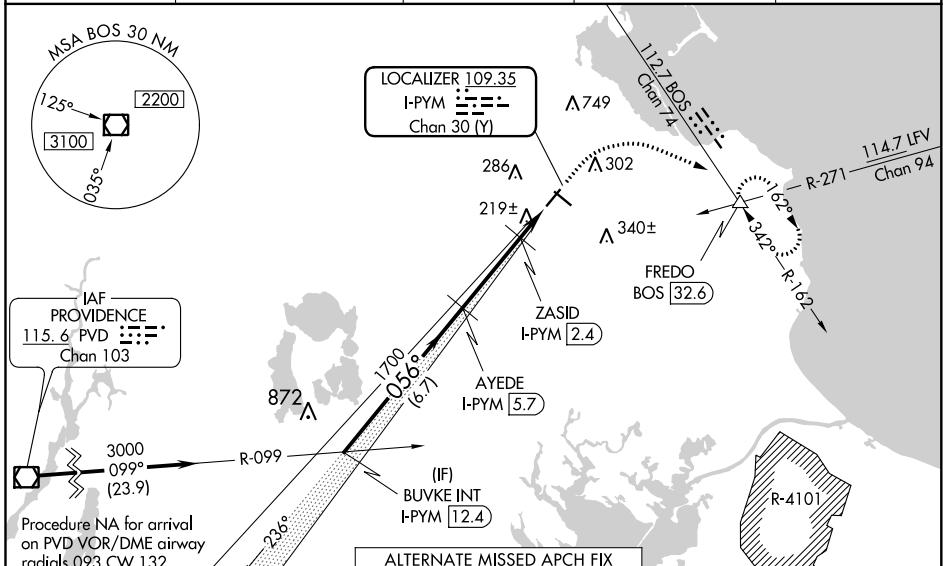 MSA BOS 30 NM
125°
2200
3100
035°
LOCALIZER 109.35
I-PYM
Chan 30 (Y)
749
112.7 BOS
Chan 74
286
302
114.7 LFV
R-271
Chan 94
219±
340±
162°
342°
R-162
FREDO
BOS 32.6
ZASID
I-PYM 2.4
IAF
PROVIDENCE
115.6 PVD
Chan 103
1700
056°
(6.7)
AYEDE
I-PYM 5.7
872
3000
099°
(23.9)
R-099
(IF)
BUVKE INT
I-PYM 12.4
R-4101
236°
Procedure NA for arrival
on PVD VOR/DME airway
radials 093 CW 132
ALTERNATE MISSED APCH FIX